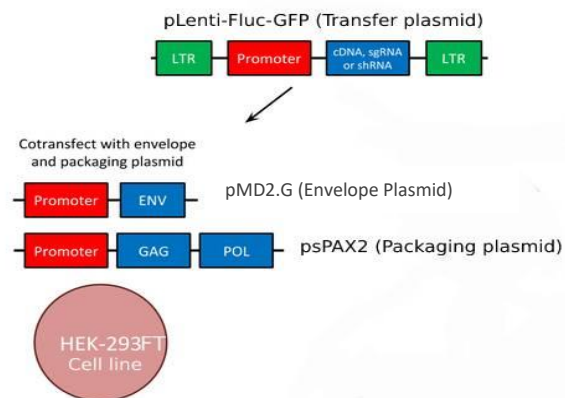 pLenti-Fluc-GFP (Transfer plasmid)
LTR
Promoter
cDNA, sgRNA
or shRNA
LTR
Cotransfect with envelope
and packaging plasmid
Promoter
ENV
pMD2.G (Envelope Plasmid)
Promoter
GAG
POL
psPAX2 (Packaging plasmid)
HEK-293FT
Cell line